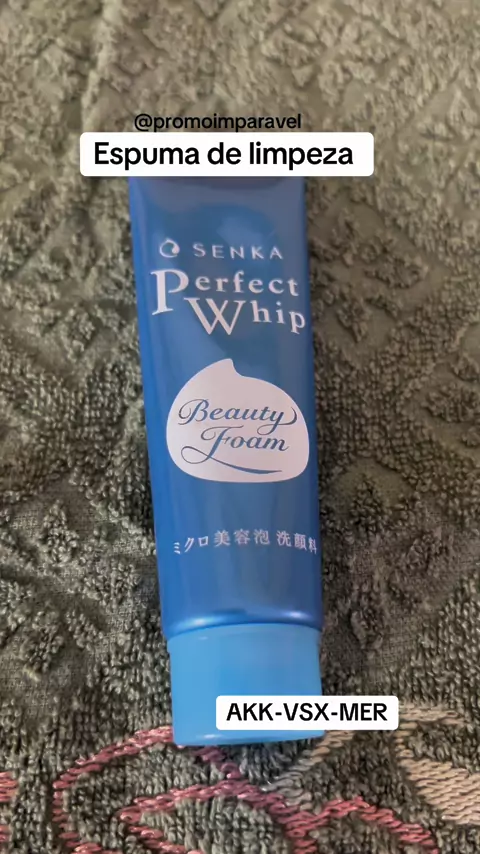 @promoimparavel
Espuma de limpeza
SENKA
Perfect
Whip
Beauty
Foam
ミクロ美容泡 洗顔料
AKK-VSX-MER